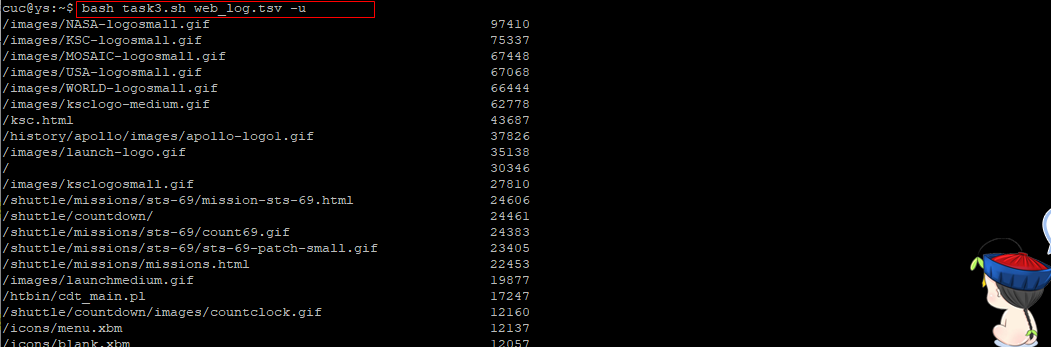 cuc@ys:~$ bash task3.sh web_log.tsv -u
/images/NASA-logosmall.gif 97410
/images/KSC-logosmall.gif 75337
/images/MOSAIC-logosmall.gif 67448
/images/USA-logosmall.gif 67068
/images/WORLD-logosmall.gif 66444
/images/ksclogo-medium.gif 62778
/ksc.html 43687
/history/apollo/images/apollo-logo1.gif 37826
/images/launch-logo.gif 35138
/ 30346
/images/ksclogosmall.gif 27810
/shuttle/missions/sts-69/mission-sts-69.html 24606
/shuttle/countdown/ 24461
/shuttle/missions/sts-69/count69.gif 24383
/shuttle/missions/sts-69/sts-69-patch-small.gif 23405
/shuttle/missions/missions.html 22453
/images/launchmedium.gif 19877
/htbin/cdt_main.pl 17247
/shuttle/countdown/images/countclock.gif 12160
/icons/menu.xbm 12137
/icons/blank.xbm 12057